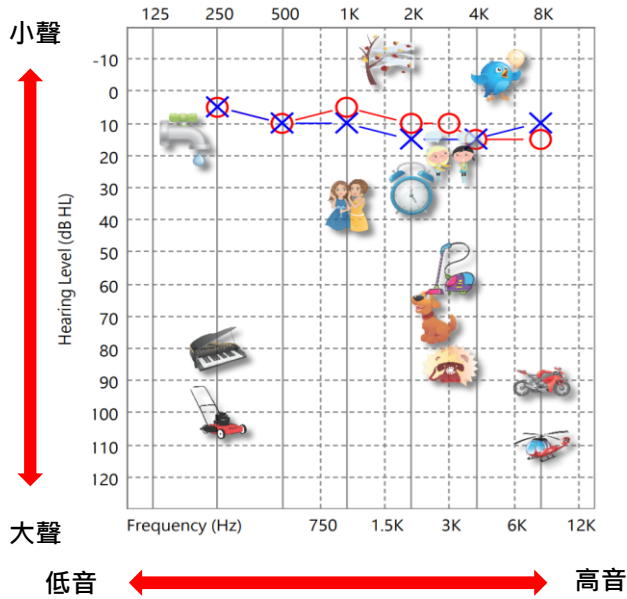 小聲
125 250 500 1K 2K 4K 8K
-10
0
10
20
30
40
50
60
70
80
90
100
110
120
Hearing Level (dB HL)
Frequency (Hz) 750 1.5K 3K 6K 12K
大聲
低音 高音